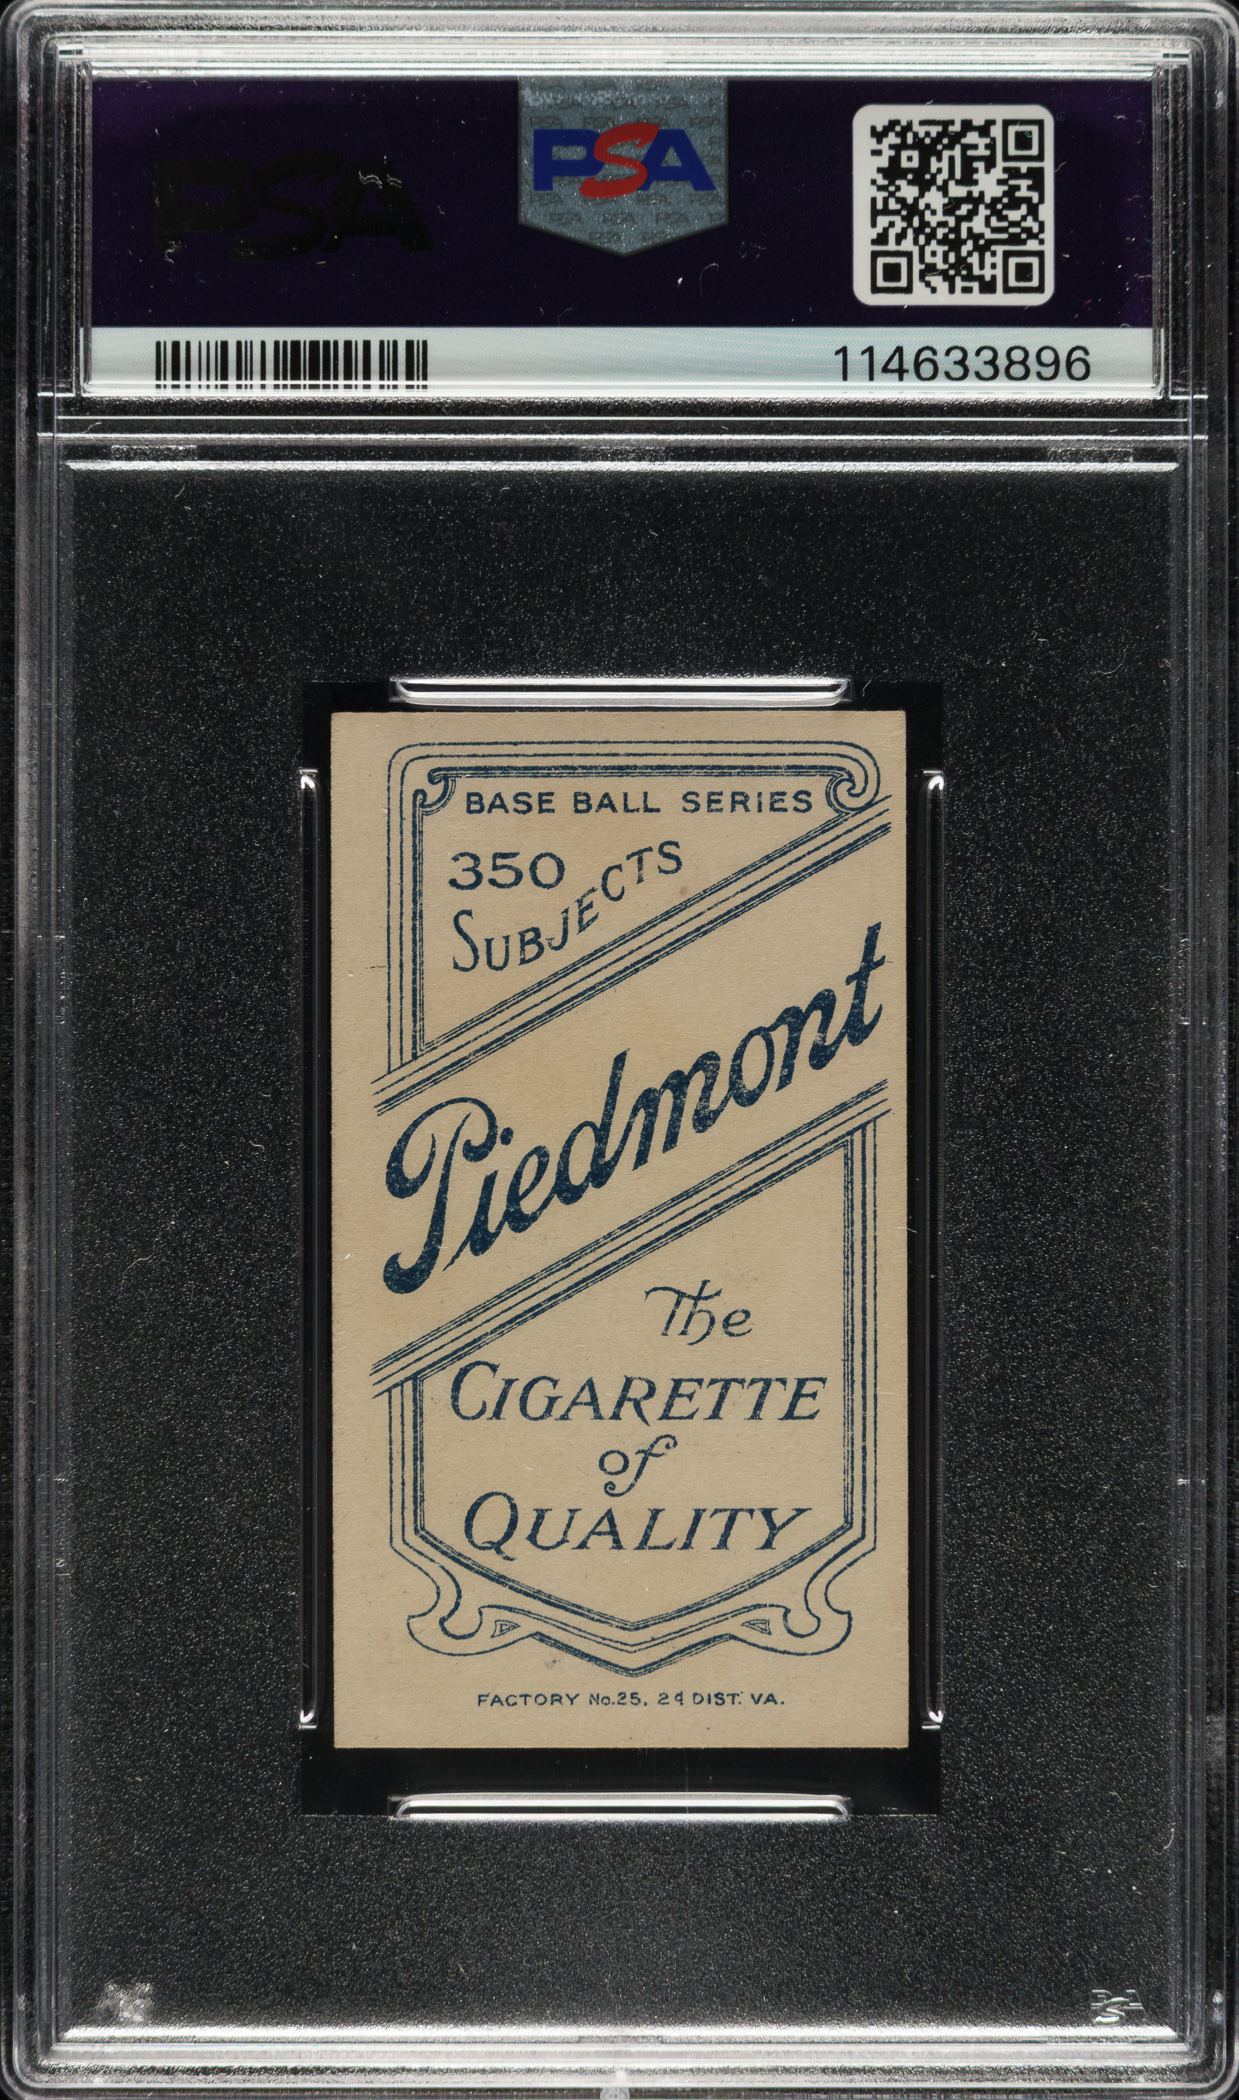 PSA
PSA
114633896
BASE BALL SERIES
350
SUBJECTS
Piedmont
The
CIGARETTE
of
QUALITY
FACTORY No.25, 2d DIST. VA.